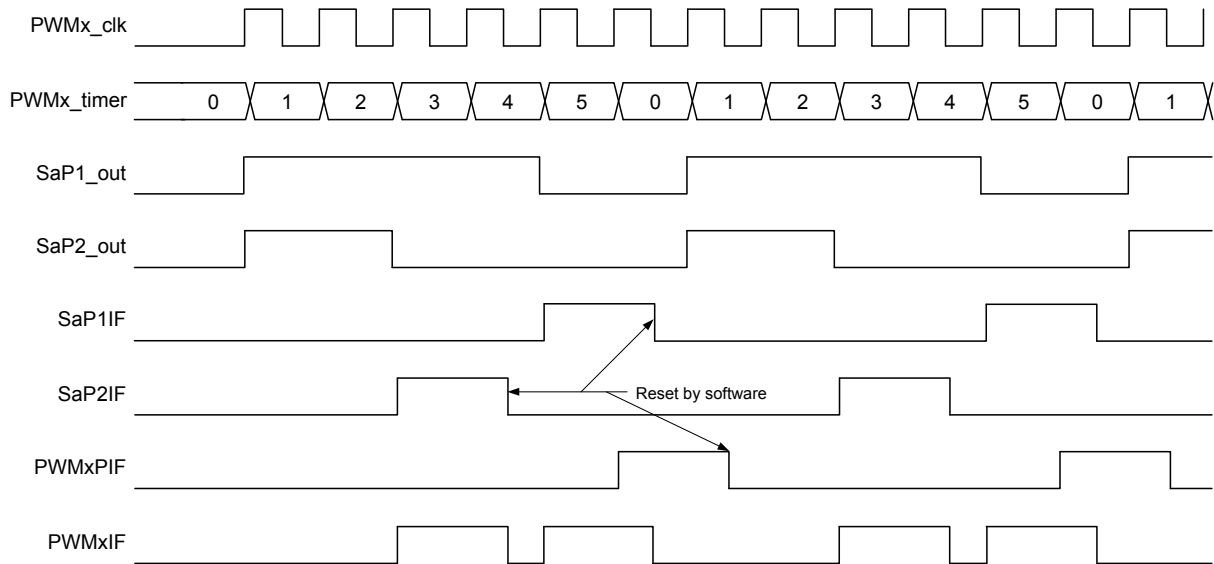 PWMx_clk
PWMx_timer 0 1 2 3 4 5 0 1 2 3 4 5 0 1
SaP1_out
SaP2_out
SaP1IF
SaP2IF
Reset by software
PWMxPIF
PWMxIF